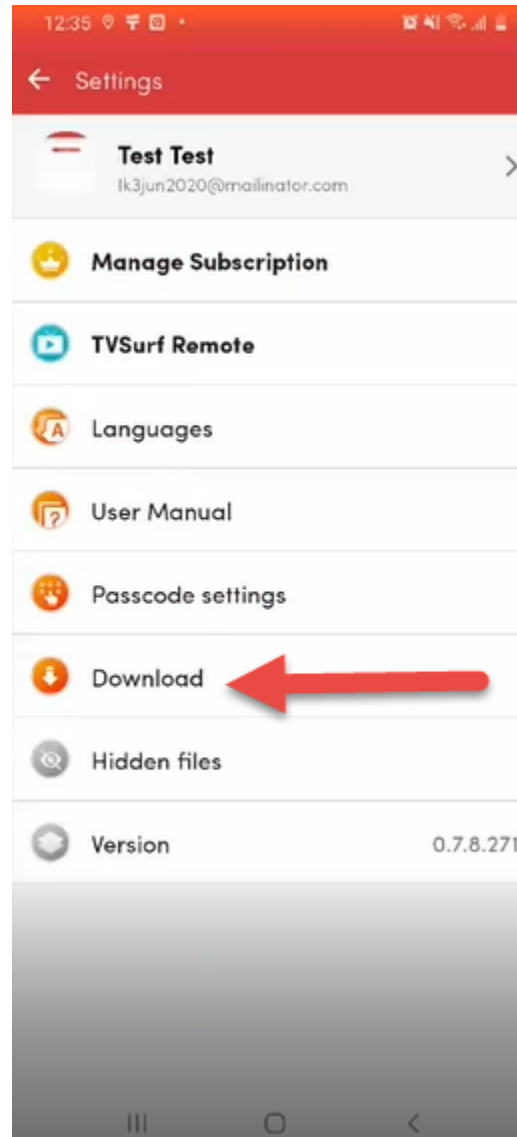 12:35
Settings
Test Test
lk3jun2020@mailinator.com
Manage Subscription
TVSurf Remote
Languages
User Manual
Passcode settings
Download
Hidden files
Version 0.7.8.271